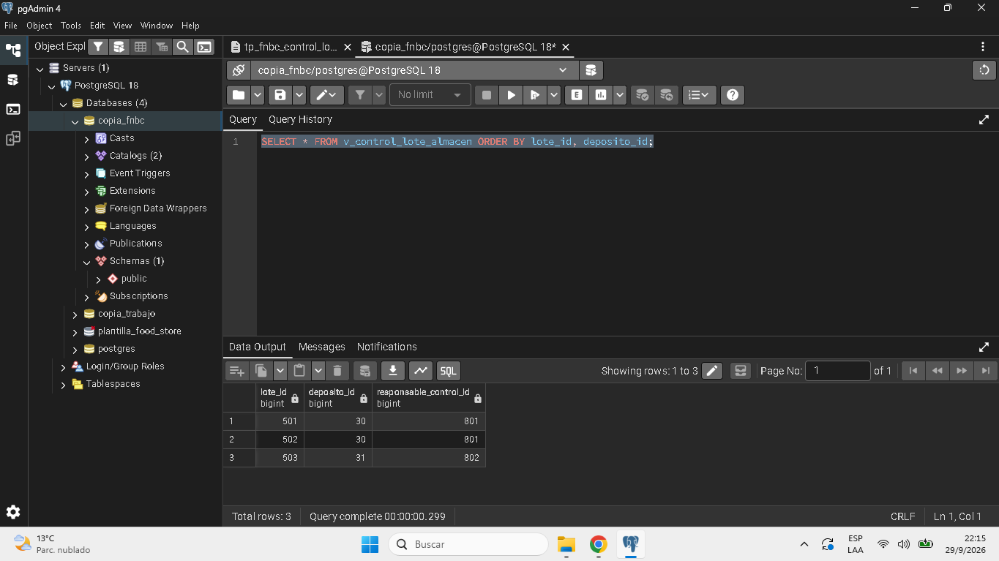 pgAdmin 4
File Object Tools Edit View Window Help
Object Expl
tp_fnbc_control_lo...
copia_fnbc/postgres@PostgreSQL 18*
Servers (1)
PostgreSQL 18
Databases (4)
copia_fnbc
Casts
Catalogs (2)
Event Triggers
Extensions
Foreign Data Wrappers
Languages
Publications
Schemas (1)
public
Subscriptions
copia_trabajo
plantilla_food_store
postgres
Login/Group Roles
Tablespaces
copia_fnbc/postgres@PostgreSQL 18
No limit
E
SQL
Query Query History
1 SELECT * FROM v_control_lote_almacen ORDER BY lote_id, deposito_id;
Data Output Messages Notifications
Showing rows: 1 to 3 Page No: 1 of 1
lote_id deposito_id responsable_control_id
bigint bigint bigint
1 501 30 801
2 502 30 801
3 503 31 802
Total rows: 3 Query complete 00:00:00.299 CRLF Ln 1, Col 1
13°C
Parc. nublado
Buscar
ESP
LAA
22:15
29/9/2026